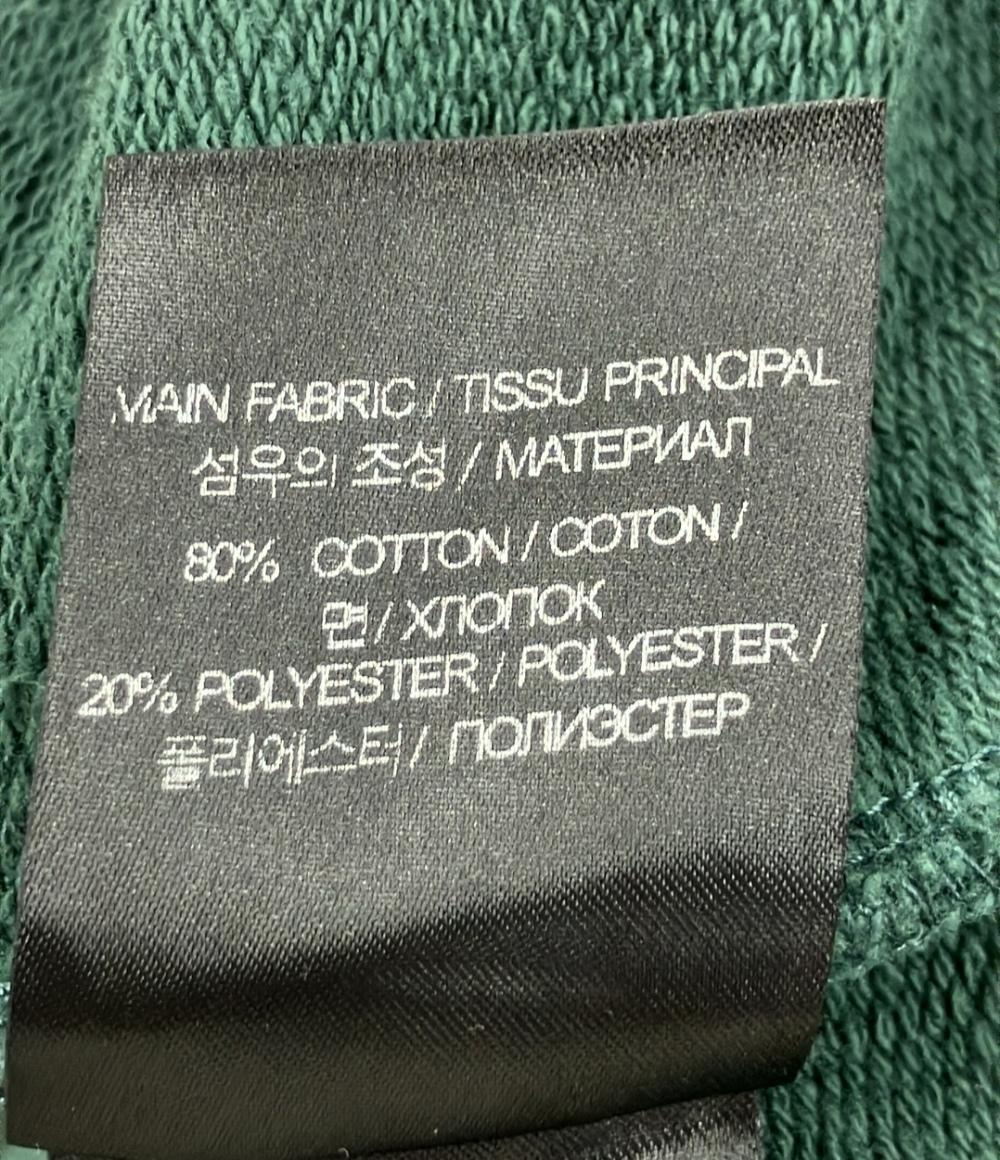 MAIN FABRIC / TISSU PRINCIPAL
섬우의 조성 / МАТЕРИАЛ
80% COTTON / COTON /
면 / ХЛОПОК
20% POLYESTER / POLYESTER /
폴리에스터 / ПОЛИЭСТЕР